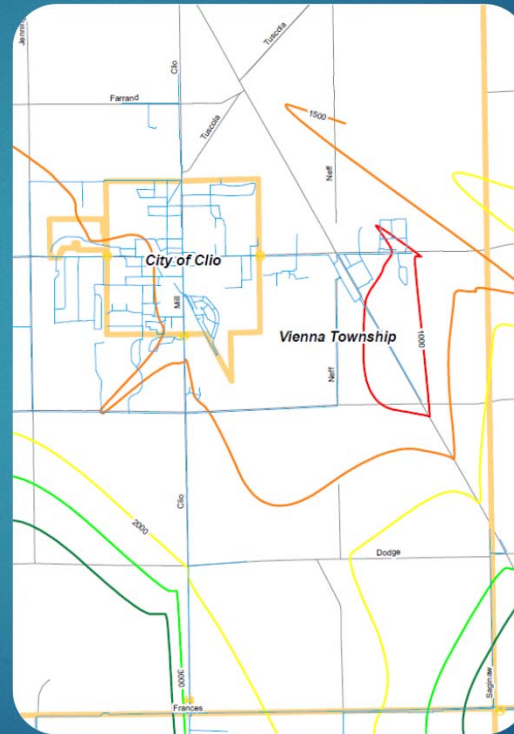 Jennin
Clio
Tuscola
Farrand
Tuscola
1500
Neff
City of Clio
Mill
Vienna Township
1000
Neff
Clio
2000
Dodge
3000
Saginaw
Frances